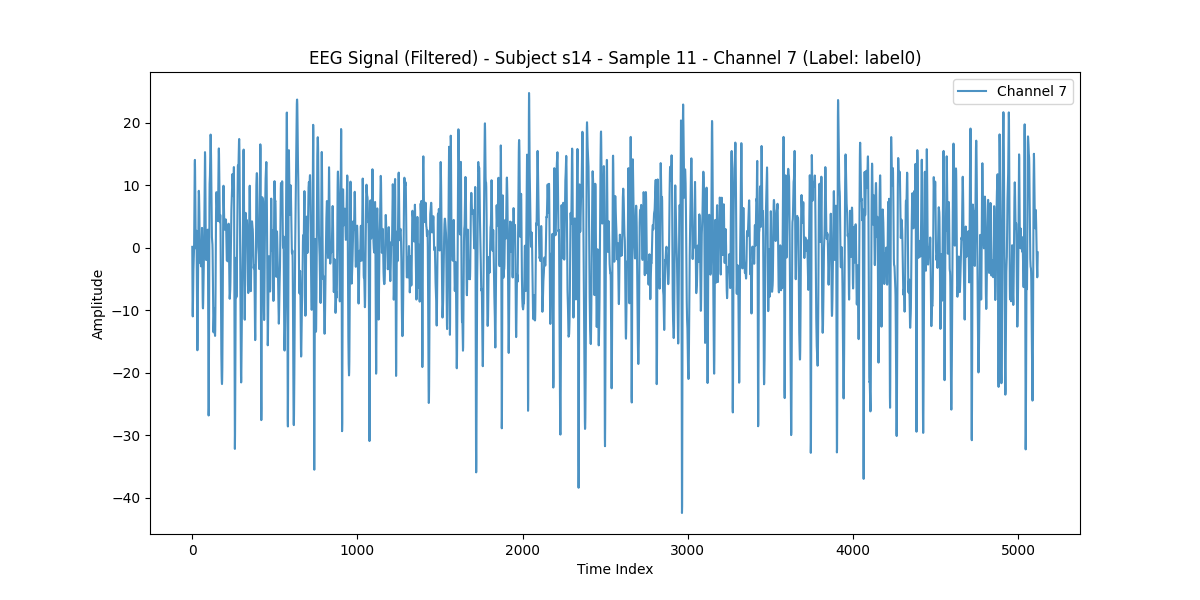 EEG Signal (Filtered) - Subject s14 - Sample 11 - Channel 7 (Label: label0)
Channel 7
Amplitude
20
10
0
−10
−20
−30
−40
0 1000 2000 3000 4000 5000
Time Index